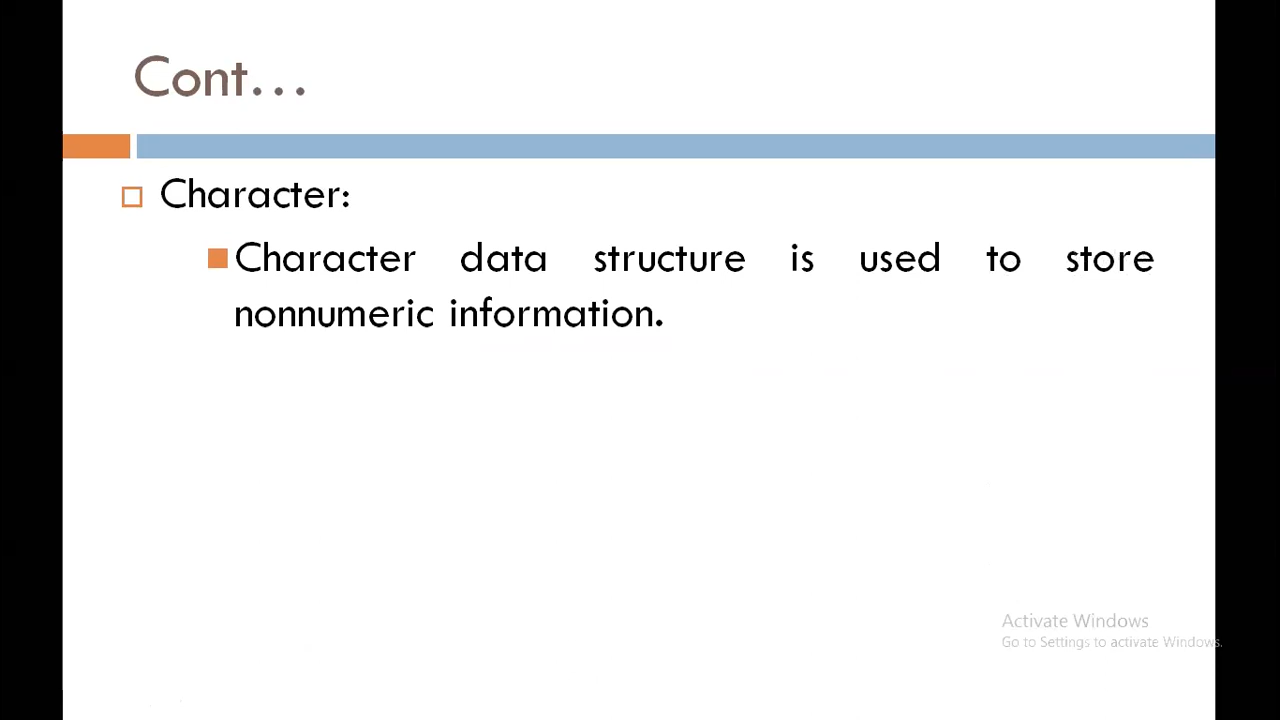 Cont...
Character:
Character data structure is used to store
nonnumeric information.
Activate Windows
Go to Settings to activate Windows.